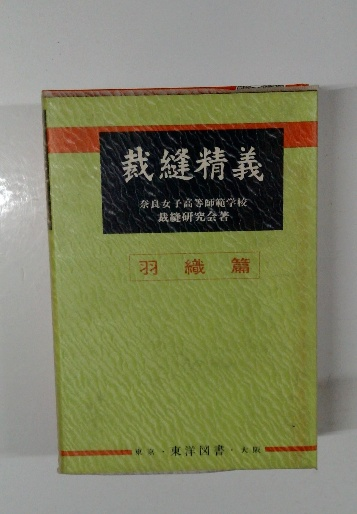 裁縫精義
奈良女子高等師範学校
裁縫研究会著
羽織篇
東京・東洋図書・大阪